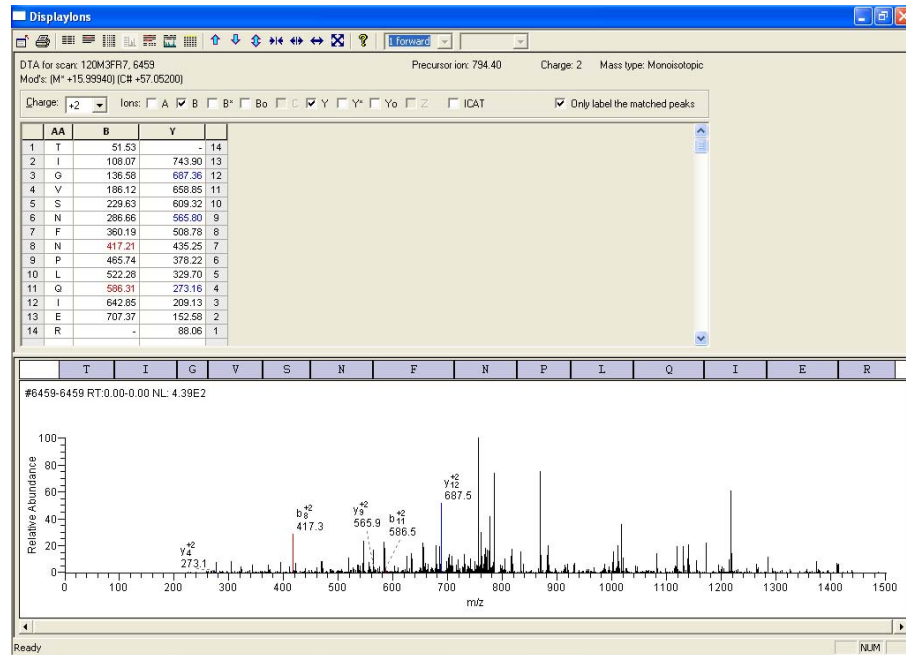 DisplayIons
1 forward
DTA for scan: 120M3FR7, 6459 Precursor ion: 794.40 Charge: 2 Mass type: Monoisotopic
Mod's: (M* +15.99940) (C# +57.05200)
Charge: +2 Ions: A B B* Bo C Y Y* Yo Z ICAT Only label the matched peaks
AA B Y
1 T 51.53 - 14
2 I 108.07 743.90 13
3 G 136.58 687.36 12
4 V 186.12 658.85 11
5 S 229.63 609.32 10
6 N 286.66 565.80 9
7 F 360.19 508.78 8
8 N 417.21 435.25 7
9 P 465.74 378.22 6
10 L 522.28 329.70 5
11 Q 586.31 273.16 4
12 I 642.85 209.13 3
13 E 707.37 152.58 2
14 R - 88.06 1
T I G V S N F N P L Q I E R
#6459-6459 RT:0.00-0.00 NL: 4.39E2
Relative Abundance
100
80
60
40
20
0
y4+2
273.1
b8+2
417.3
y9+2
565.9
b11+2
586.5
y12+2
687.5
0 100 200 300 400 500 600 700 800 900 1000 1100 1200 1300 1400 1500
m/z
Ready NUM